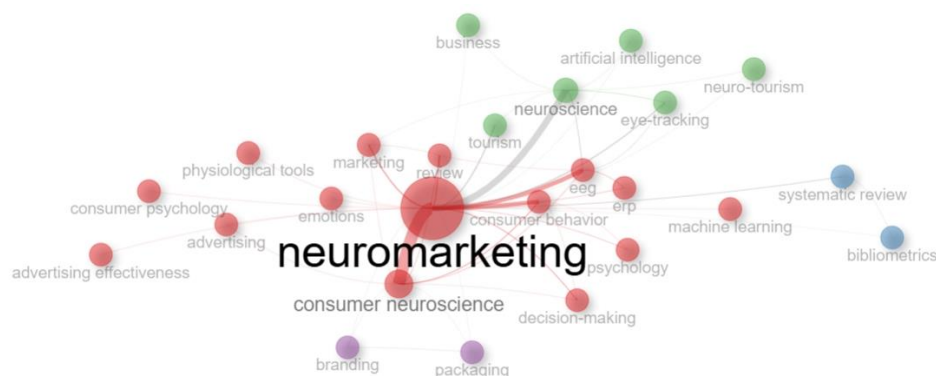 business
artificial intelligence
neuro-tourism
neuroscience
eye-tracking
tourism
marketing
review
physiological tools
eeg
systematic review
consumer psychology
emotions
erp
consumer behavior
machine learning
advertising
neuromarketing
bibliometrics
advertising effectiveness
psychology
consumer neuroscience
decision-making
branding
packaging